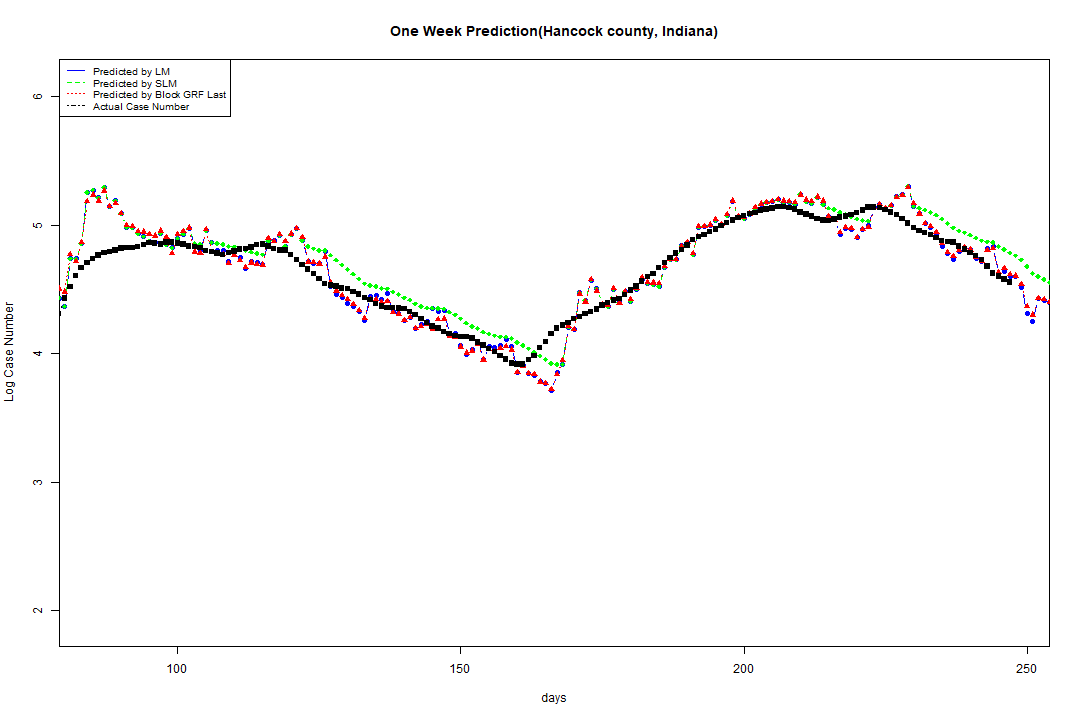 One Week Prediction(Hancock county, Indiana)
Predicted by LM
Predicted by SLM
Predicted by Block GRF Last
Actual Case Number
6
5
4
3
2
Log Case Number
100 150 200 250
days